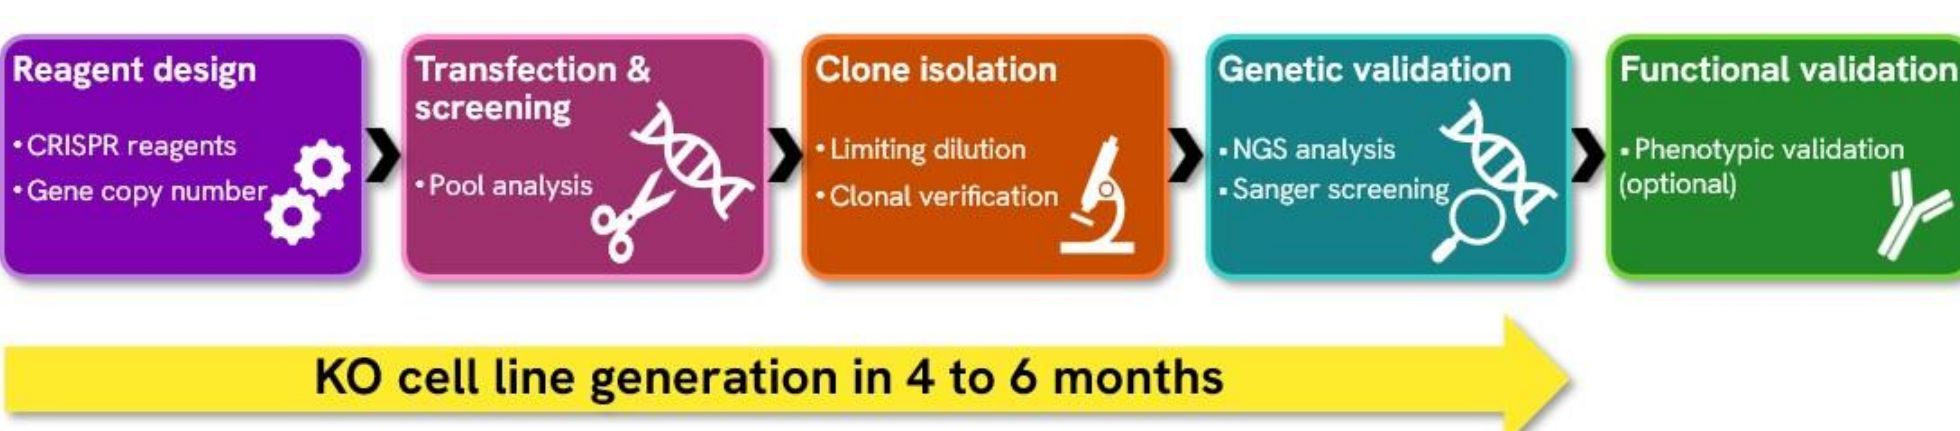 Reagent design
• CRISPR reagents
• Gene copy number
Transfection &
screening
• Pool analysis
Clone isolation
• Limiting dilution
• Clonal verification
Genetic validation
▪ NGS analysis
▪ Sanger screening
Functional validation
▪ Phenotypic validation
(optional)
KO cell line generation in 4 to 6 months